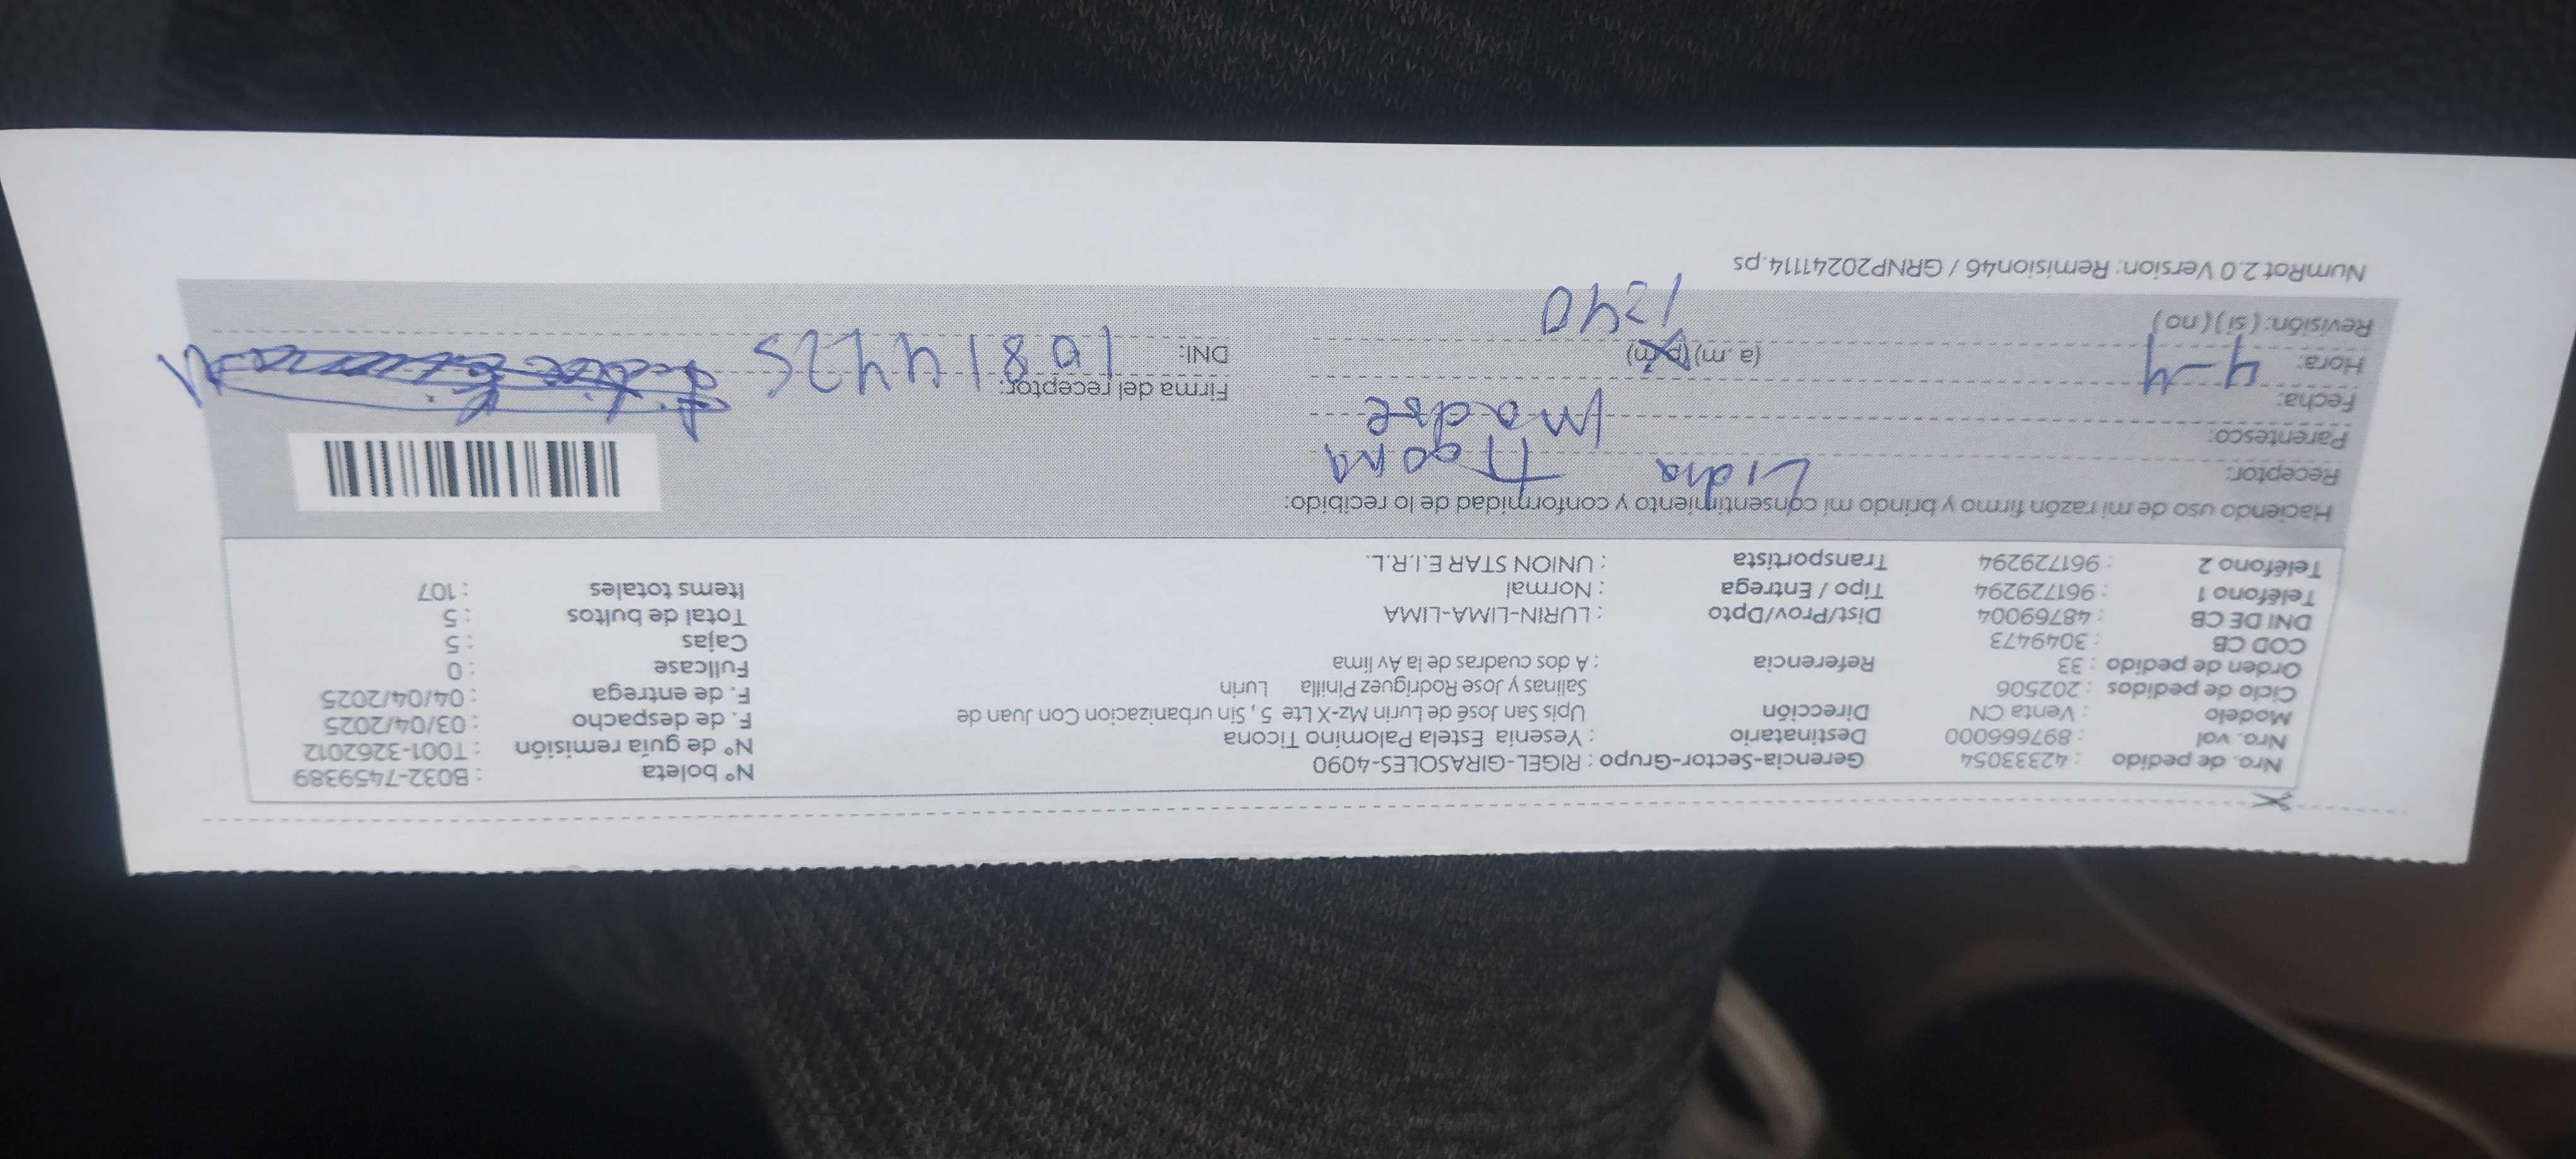 Nro. de pedido : 42333054 Gerencia-Sector-Grupo : RIGEL-GIRASOLES-4090 N° boleta : B032-7459389
Nro. vol : 897666000 Destinatario : Yesenia Estela Palomino Ticona N° de guía remisión : T001-3262012
Modelo : Venta CN Dirección Upis San José de Lurin Mz-X Lte 5 , Sin urbanizacion Con Juan de F. de despacho : 03/04/2025
Ciclo de pedidos : 202506 Salinas y Jose Rodriguez Pinilla Lurin F. de entrega : 04/04/2025
Orden de pedido : 33 Referencia : A dos cuadras de la Av lima Fullcase : 0
COD CB : 3049473 Cajas : 5
DNI DE CB : 48769004 Dist/Prov/Dpto : LURIN-LIMA-LIMA Total de bultos : 5
Teléfono 1 : 961729294 Tipo / Entrega : Normal Items totales : 107
Teléfono 2 : 961729294 Transportista : UNION STAR E.I.R.L.
Haciendo uso de mi razón firmo y brindo mi consentimiento y conformidad de lo recibido:
Receptor: Lidia
Parentesco: Madre
Fecha: 4-4 Firma del receptor:
Hora: (a. m) (p. m) 1240 DNI: 10814425
Revisión: ( si ) ( no )
NumRot 2.0 Version: Remision46 / GRNP20241114.ps